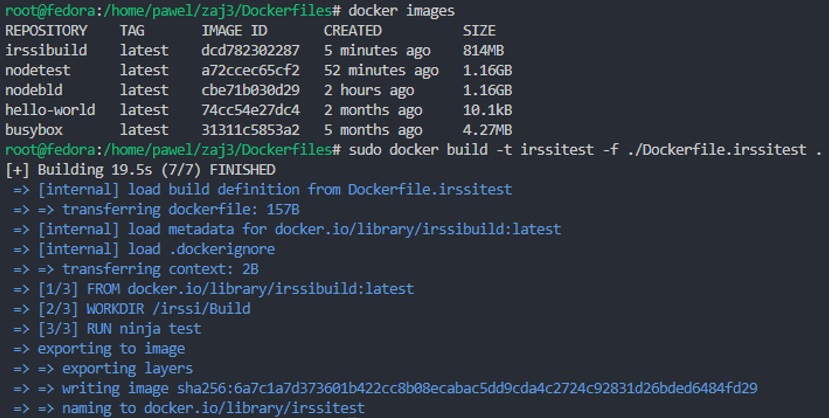 root@fedora:/home/pawel/zaj3/Dockerfiles# docker images
REPOSITORY TAG IMAGE ID CREATED SIZE
irssibuild latest dcd782302287 5 minutes ago 814MB
nodetest latest a72ccec65cf2 52 minutes ago 1.16GB
nodebld latest cbe71b030d29 2 hours ago 1.16GB
hello-world latest 74cc54e27dc4 2 months ago 10.1kB
busybox latest 31311c5853a2 5 months ago 4.27MB
root@fedora:/home/pawel/zaj3/Dockerfiles# sudo docker build -t irssitest -f ./Dockerfile.irssitest .
[+] Building 19.5s (7/7) FINISHED
=> [internal] load build definition from Dockerfile.irssitest
=> => transferring dockerfile: 157B
=> [internal] load metadata for docker.io/library/irssibuild:latest
=> [internal] load .dockerignore
=> => transferring context: 2B
=> [1/3] FROM docker.io/library/irssibuild:latest
=> [2/3] WORKDIR /irssi/Build
=> [3/3] RUN ninja test
=> exporting to image
=> => exporting layers
=> => writing image sha256:6a7c1a7d373601b422cc8b08ecabac5dd9cda4c2724c92831d26bded6484fd29
=> => naming to docker.io/library/irssitest